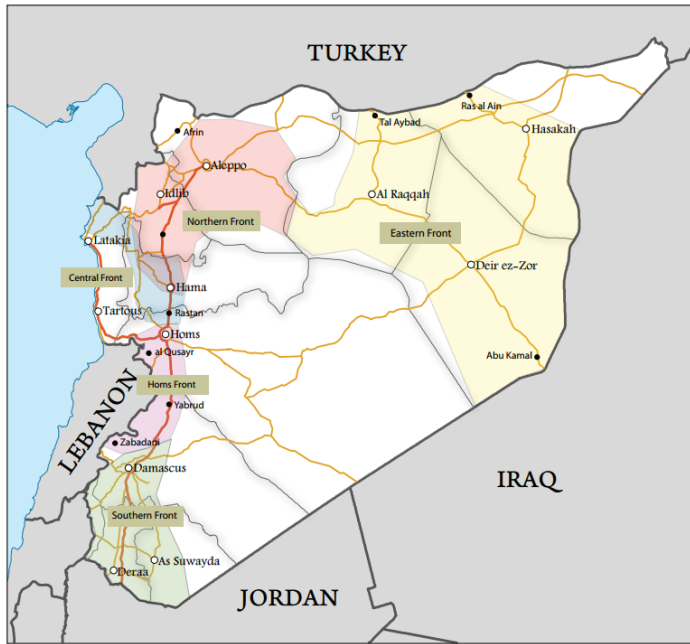 TURKEY
Ras al Ain
Tal Aybad
Afrin
Hasakah
Aleppo
Idlib
Al Raqqah
Northern Front
Eastern Front
Latakia
Deir ez-Zor
Central Front
Hama
Tartous
Rastan
Homs
al Qusayr
Abu Kamal
Homs Front
Yabrud
LEBANON
Zabadani
Damascus
IRAQ
Southern Front
As Suwayda
Deraa
JORDAN